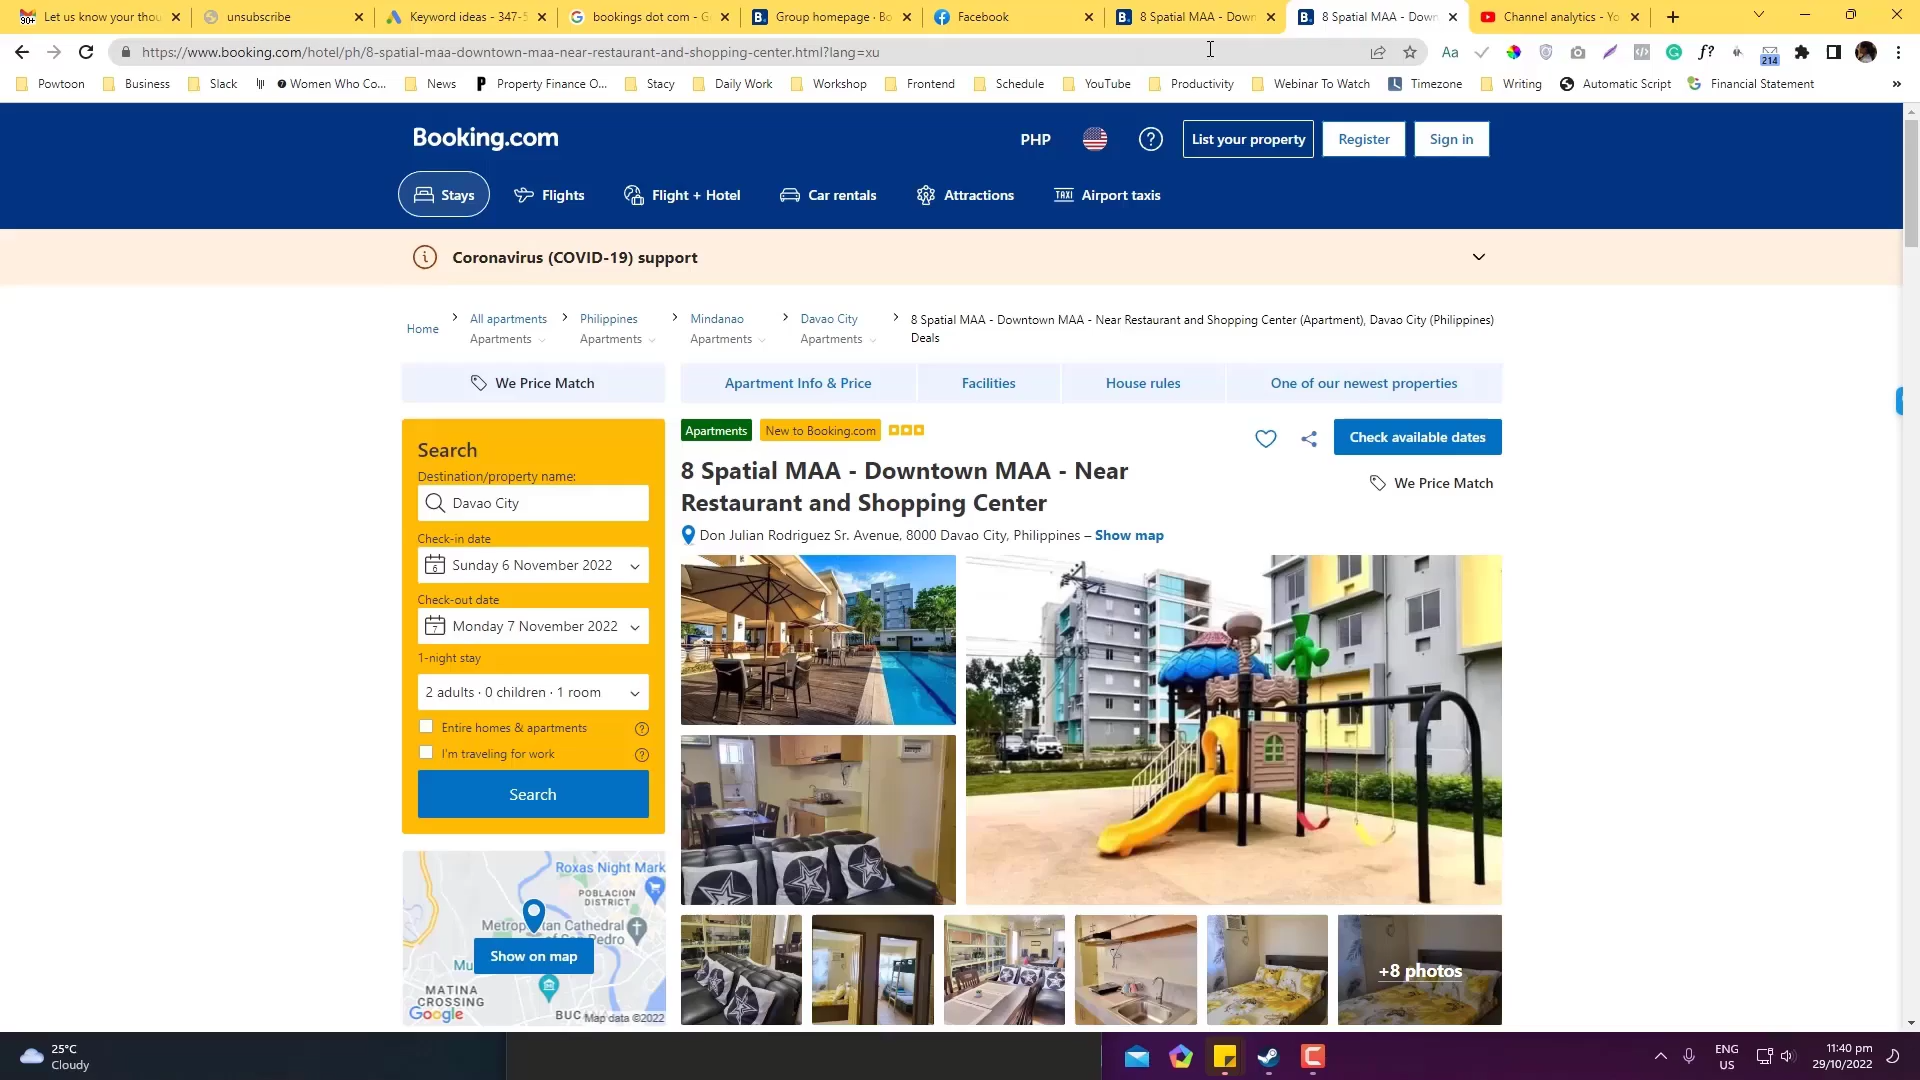 90+
Let us know your thou
unsubscribe
Keyword ideas - 347-5
bookings dot com - G
Group homepage - Bo
Facebook
8 Spatial MAA - Down
8 Spatial MAA - Down
Channel analytics - Yo
https://www.booking.com/hotel/ph/8-spatial-maa-downtown-maa-near-restaurant-and-shopping-center.html?lang=xu
Aa
f?
214
Powtoon
Business
Slack
Women Who Co...
News
Property Finance O...
Stacy
Daily Work
Workshop
Frontend
Schedule
YouTube
Productivity
Webinar To Watch
Timezone
Writing
Automatic Script
Financial Statement
»
Booking.com
PHP
List your property
Register
Sign in
Stays
Flights
Flight + Hotel
Car rentals
Attractions
TAXI
Airport taxis
Coronavirus (COVID-19) support
Home
All apartments
Apartments
Philippines
Apartments
Mindanao
Apartments
Davao City
Apartments
8 Spatial MAA - Downtown MAA - Near Restaurant and Shopping Center (Apartment), Davao City (Philippines)
Deals
We Price Match
Apartment Info & Price
Facilities
House rules
One of our newest properties
Search
Destination/property name:
Davao City
Check-in date
6
Sunday 6 November 2022
Check-out date
7
Monday 7 November 2022
1-night stay
2 adults · 0 children · 1 room
Entire homes & apartments
I'm traveling for work
Search
Apartments
New to Booking.com
Check available dates
8 Spatial MAA - Downtown MAA - Near
Restaurant and Shopping Center
We Price Match
Don Julian Rodriguez Sr. Avenue, 8000 Davao City, Philippines – Show map
Roxas Night Mark
POBLACION
DISTRICT
Show on map
MATINA
CROSSING
Google
BUC
Map data ©2022
+8 photos
25°C
Cloudy
ENG
US
11:40 pm
29/10/2022